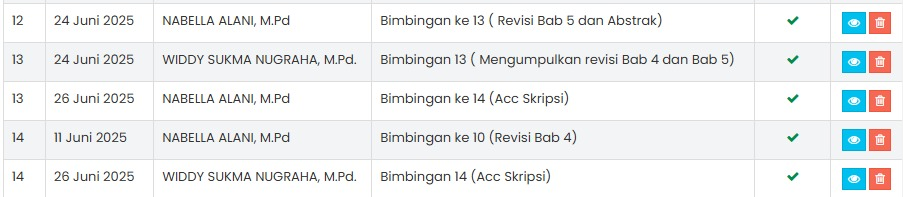 12 24 Juni 2025 NABELLA ALANI, M.Pd Bimbingan ke 13 ( Revisi Bab 5 dan Abstrak)
13 24 Juni 2025 WIDDY SUKMA NUGRAHA, M.Pd. Bimbingan 13 ( Mengumpulkan revisi Bab 4 dan Bab 5)
13 26 Juni 2025 NABELLA ALANI, M.Pd Bimbingan ke 14 (Acc Skripsi)
14 11 Juni 2025 NABELLA ALANI, M.Pd Bimbingan ke 10 (Revisi Bab 4)
14 26 Juni 2025 WIDDY SUKMA NUGRAHA, M.Pd. Bimbingan 14 (Acc Skripsi)